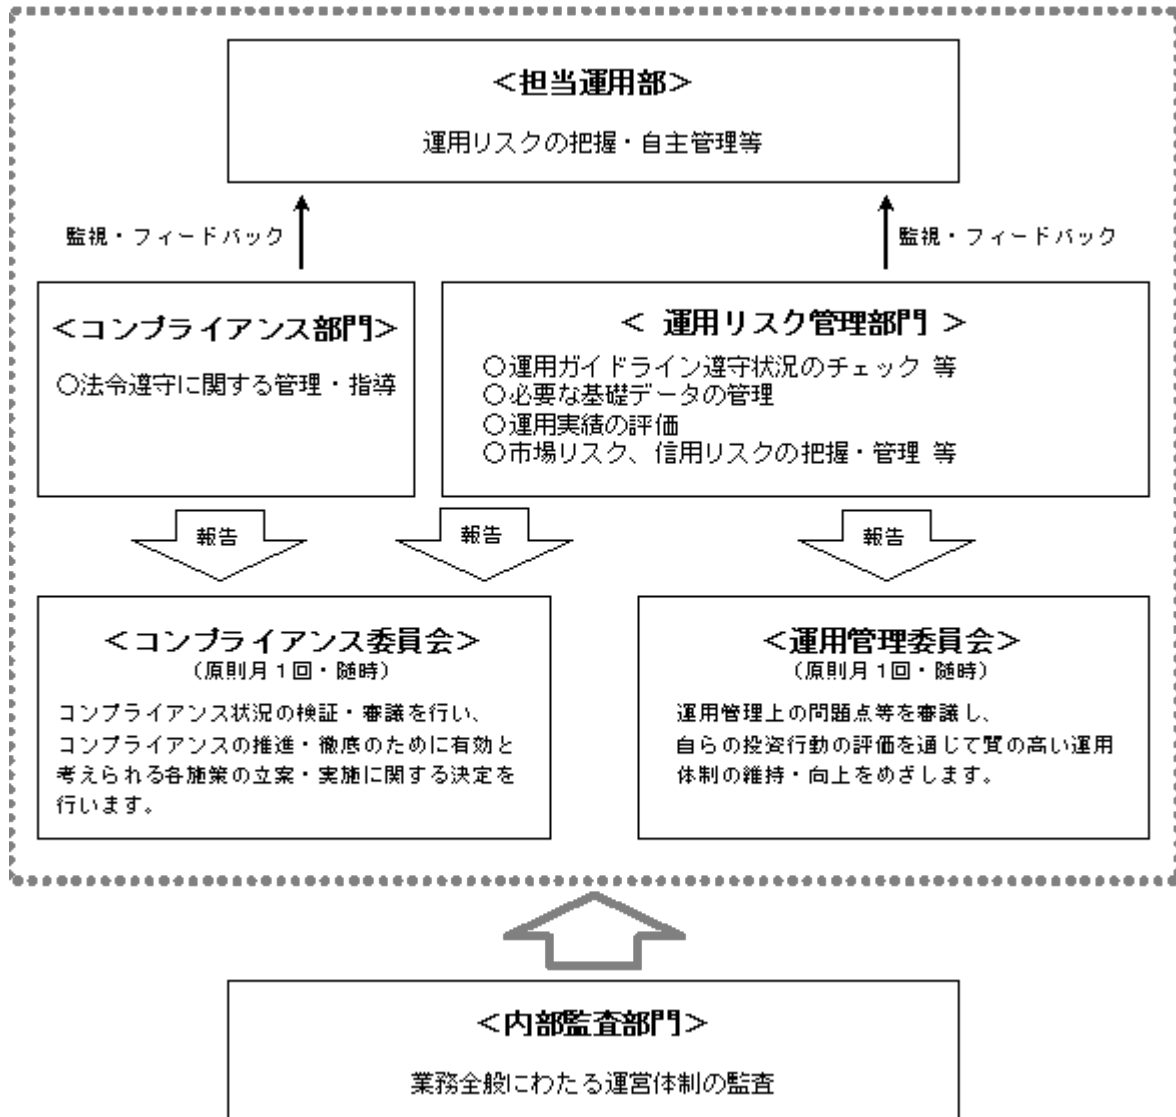 ＜担当運用部＞
運用リスクの把握・自主管理等
監視・フィードバック
監視・フィードバック
＜コンプライアンス部門＞
○法令遵守に関する管理・指導
＜ 運用リスク管理部門 ＞
○運用ガイドライン遵守状況のチェック 等
○必要な基礎データの管理
○運用実績の評価
○市場リスク、信用リスクの把握・管理 等
報告
報告
報告
＜コンプライアンス委員会＞
（原則月１回・随時）
コンプライアンス状況の検証・審議を行い、
コンプライアンスの推進・徹底のために有効と
考えられる各施策の立案・実施に関する決定を
行います。
＜運用管理委員会＞
（原則月１回・随時）
運用管理上の問題点等を審議し、
自らの投資行動の評価を通じて質の高い運用
体制の維持・向上をめざします。
＜内部監査部門＞
業務全般にわたる運営体制の監査